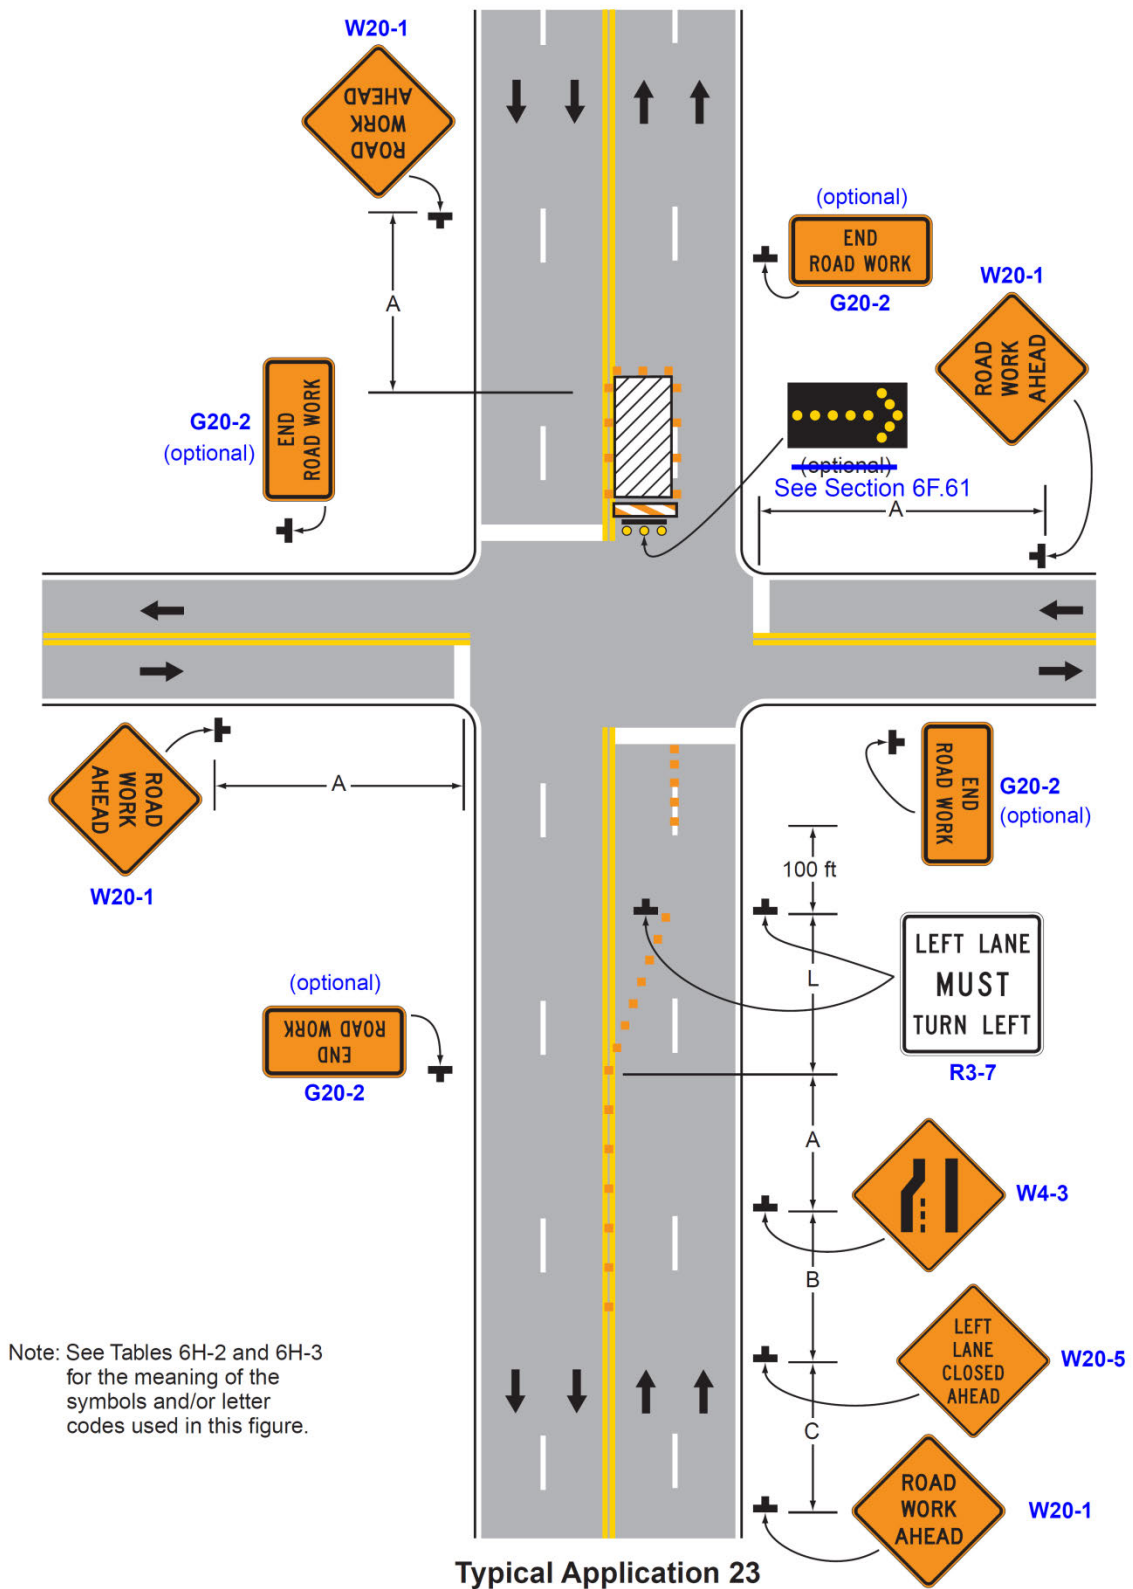 W20-1
ROAD
WORK
AHEAD
A
(optional)
END
ROAD WORK
G20-2
W20-1
ROAD
WORK
AHEAD
G20-2
(optional)
END
ROAD WORK
(optional)
See Section 6F.61
A
ROAD
WORK
AHEAD
W20-1
A
END
ROAD WORK
G20-2
(optional)
100 ft
LEFT LANE
MUST
TURN LEFT
R3-7
L
(optional)
END
ROAD WORK
G20-2
A
W4-3
B
LEFT
LANE
CLOSED
AHEAD
W20-5
C
ROAD
WORK
AHEAD
W20-1
Note: See Tables 6H-2 and 6H-3
for the meaning of the
symbols and/or letter
codes used in this figure.
Typical Application 23